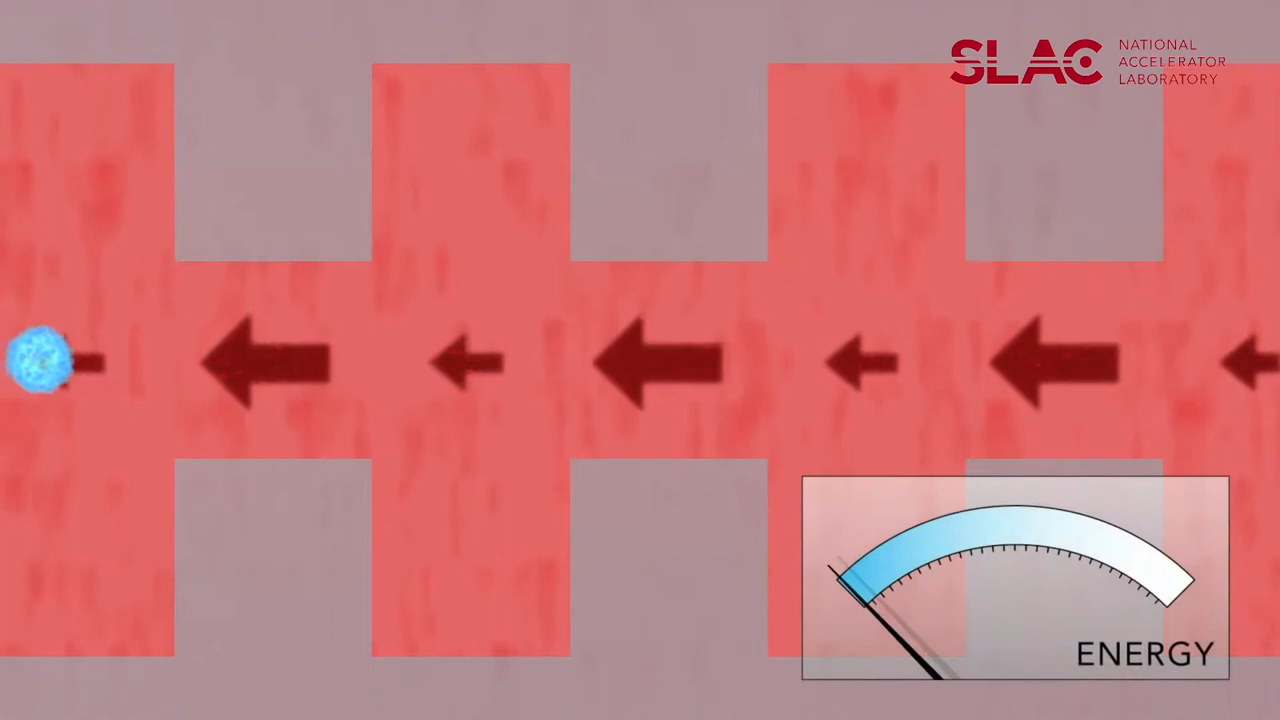 SLAC
NATIONAL
ACCELERATOR
LABORATORY
ENERGY